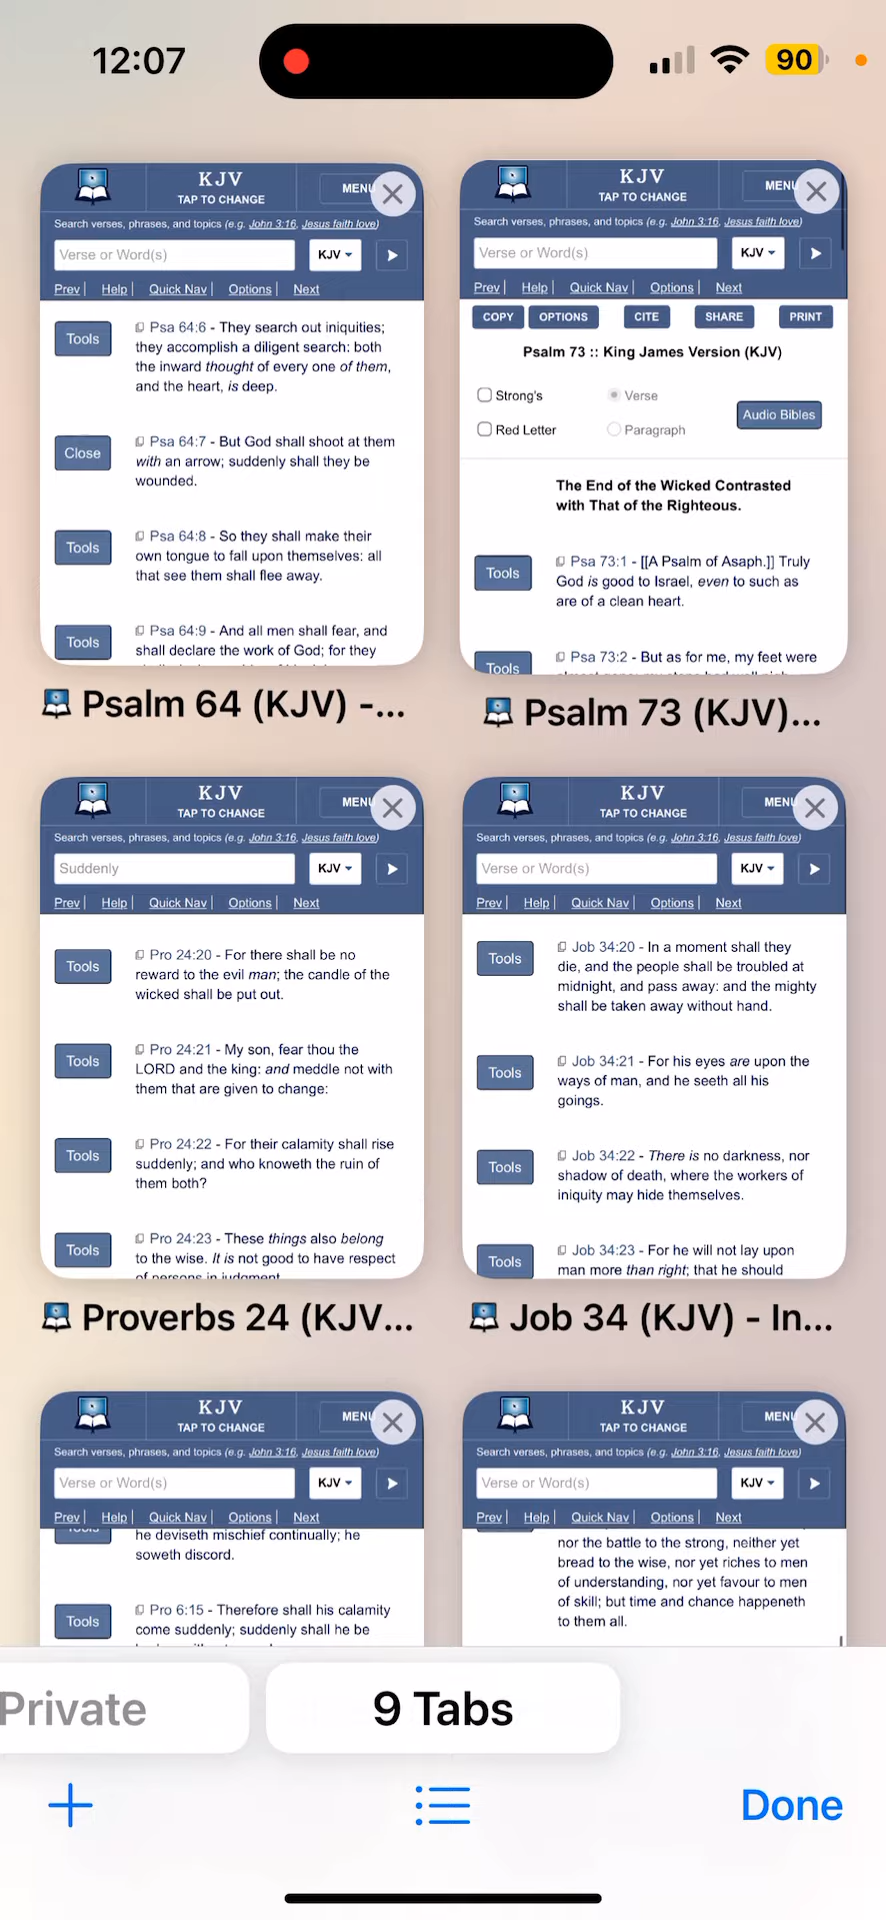 12:07
90
KJV
TAP TO CHANGE
MENU
Search verses, phrases, and topics (e.g. John 3:16, Jesus faith love)
Verse or Word(s)
KJV
Prev | Help | Quick Nav | Options | Next
Tools
Psa 64:6 - They search out iniquities;
they accomplish a diligent search: both
the inward thought of every one of them,
and the heart, is deep.
Close
Psa 64:7 - But God shall shoot at them
with an arrow; suddenly shall they be
wounded.
Tools
Psa 64:8 - So they shall make their
own tongue to fall upon themselves: all
that see them shall flee away.
Tools
Psa 64:9 - And all men shall fear, and
shall declare the work of God; for they
Psalm 64 (KJV) -...
KJV
TAP TO CHANGE
MENU
Search verses, phrases, and topics (e.g. John 3:16, Jesus faith love)
Verse or Word(s)
KJV
Prev | Help | Quick Nav | Options | Next
COPY OPTIONS CITE SHARE PRINT
Psalm 73 :: King James Version (KJV)
Strong's Verse
Audio Bibles
Red Letter Paragraph
The End of the Wicked Contrasted
with That of the Righteous.
Tools
Psa 73:1 - [[A Psalm of Asaph.]] Truly
God is good to Israel, even to such as
are of a clean heart.
Tools
Psa 73:2 - But as for me, my feet were
Psalm 73 (KJV)...
KJV
TAP TO CHANGE
MENU
Search verses, phrases, and topics (e.g. John 3:16, Jesus faith love)
Suddenly
KJV
Prev | Help | Quick Nav | Options | Next
Tools
Pro 24:20 - For there shall be no
reward to the evil man; the candle of the
wicked shall be put out.
Tools
Pro 24:21 - My son, fear thou the
LORD and the king: and meddle not with
them that are given to change:
Tools
Pro 24:22 - For their calamity shall rise
suddenly; and who knoweth the ruin of
them both?
Tools
Pro 24:23 - These things also belong
to the wise. It is not good to have respect
of persons in judgment
Proverbs 24 (KJV...
KJV
TAP TO CHANGE
MENU
Search verses, phrases, and topics (e.g. John 3:16, Jesus faith love)
Verse or Word(s)
KJV
Prev | Help | Quick Nav | Options | Next
Tools
Job 34:20 - In a moment shall they
die, and the people shall be troubled at
midnight, and pass away: and the mighty
shall be taken away without hand.
Tools
Job 34:21 - For his eyes are upon the
ways of man, and he seeth all his
goings.
Tools
Job 34:22 - There is no darkness, nor
shadow of death, where the workers of
iniquity may hide themselves.
Tools
Job 34:23 - For he will not lay upon
man more than right; that he should
Job 34 (KJV) - In...
KJV
TAP TO CHANGE
MENU
Search verses, phrases, and topics (e.g. John 3:16, Jesus faith love)
Verse or Word(s)
KJV
Prev | Help | Quick Nav | Options | Next
Tools
he deviseth mischief continually; he
soweth discord.
Tools
Pro 6:15 - Therefore shall his calamity
come suddenly; suddenly shall he be
KJV
TAP TO CHANGE
MENU
Search verses, phrases, and topics (e.g. John 3:16, Jesus faith love)
Verse or Word(s)
KJV
Prev | Help | Quick Nav | Options | Next
nor the battle to the strong, neither yet
bread to the wise, nor yet riches to men
of understanding, nor yet favour to men
of skill; but time and chance happeneth
to them all.
Private
9 Tabs
Done